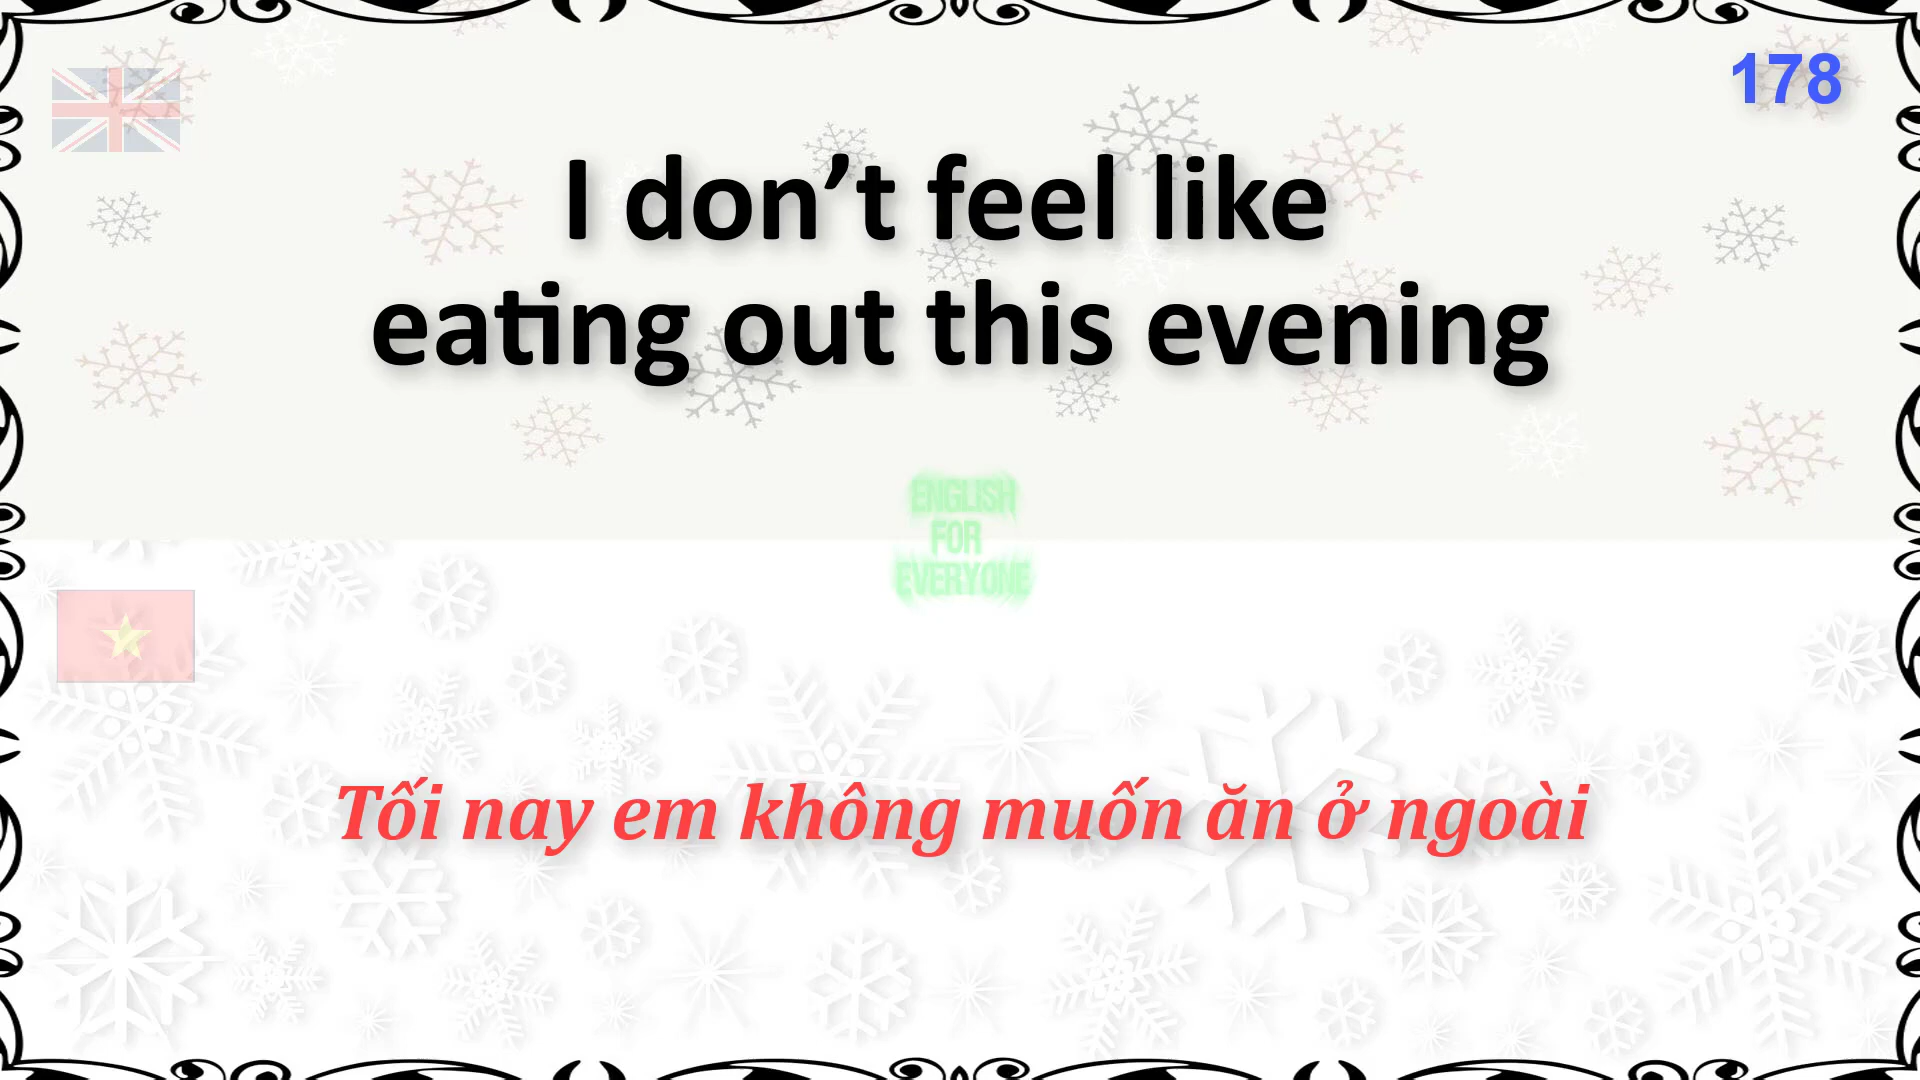 178
I don’t feel like
eating out this evening
ENGLISH
FOR
EVERYONE
Tối nay em không muốn ăn ở ngoài